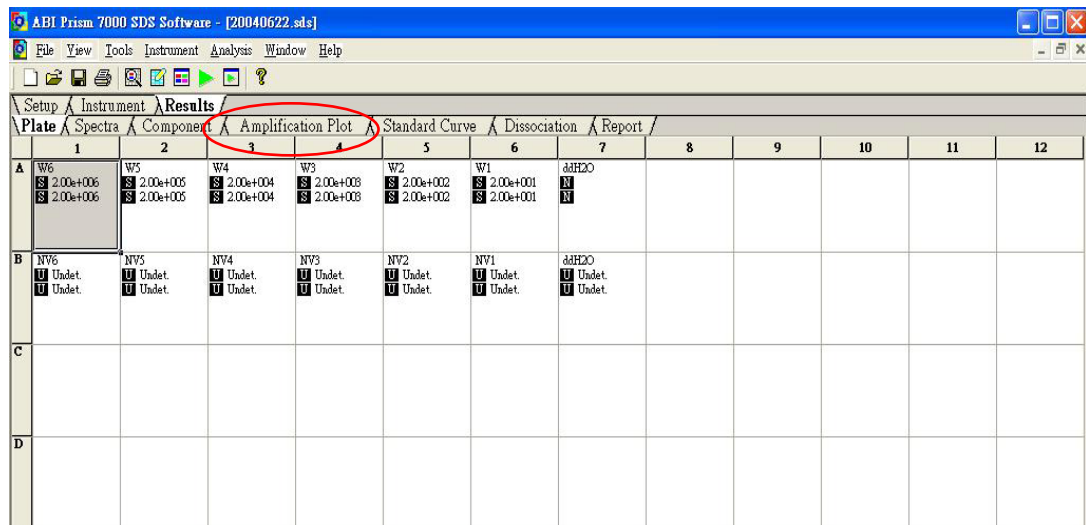 ABI Prism 7000 SDS Software - [20040622.sds]
File View Tools Instrument Analysis Window Help
Setup Instrument Results
Plate Spectra Component Amplification Plot Standard Curve Dissociation Report
1 2 3 4 5 6 7 8 9 10 11 12
A W6 W5 W4 W3 W2 W1 ddH2O
S 2.00e+006 S 2.00e+005 S 2.00e+004 S 2.00e+003 S 2.00e+002 S 2.00e+001 N
S 2.00e+006 S 2.00e+005 S 2.00e+004 S 2.00e+003 S 2.00e+002 S 2.00e+001 N
B NV6 NV5 NV4 NV3 NV2 NV1 ddH2O
U Undet. U Undet. U Undet. U Undet. U Undet. U Undet. U Undet.
U Undet. U Undet. U Undet. U Undet. U Undet. U Undet. U Undet.
C
D